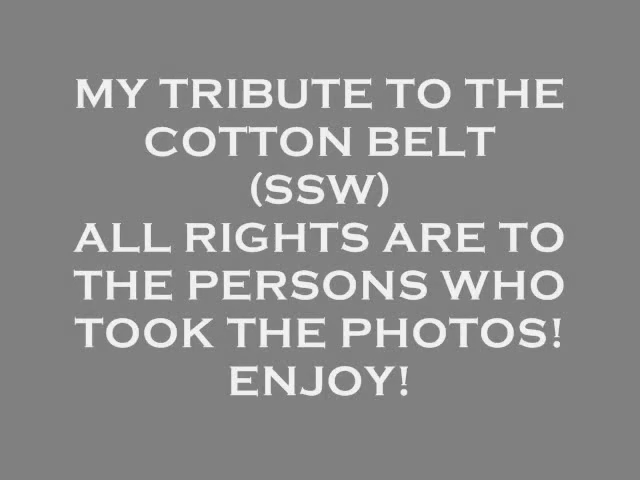 MY TRIBUTE TO THE
COTTON BELT
(SSW)
ALL RIGHTS ARE TO
THE PERSONS WHO
TOOK THE PHOTOS!
ENJOY!